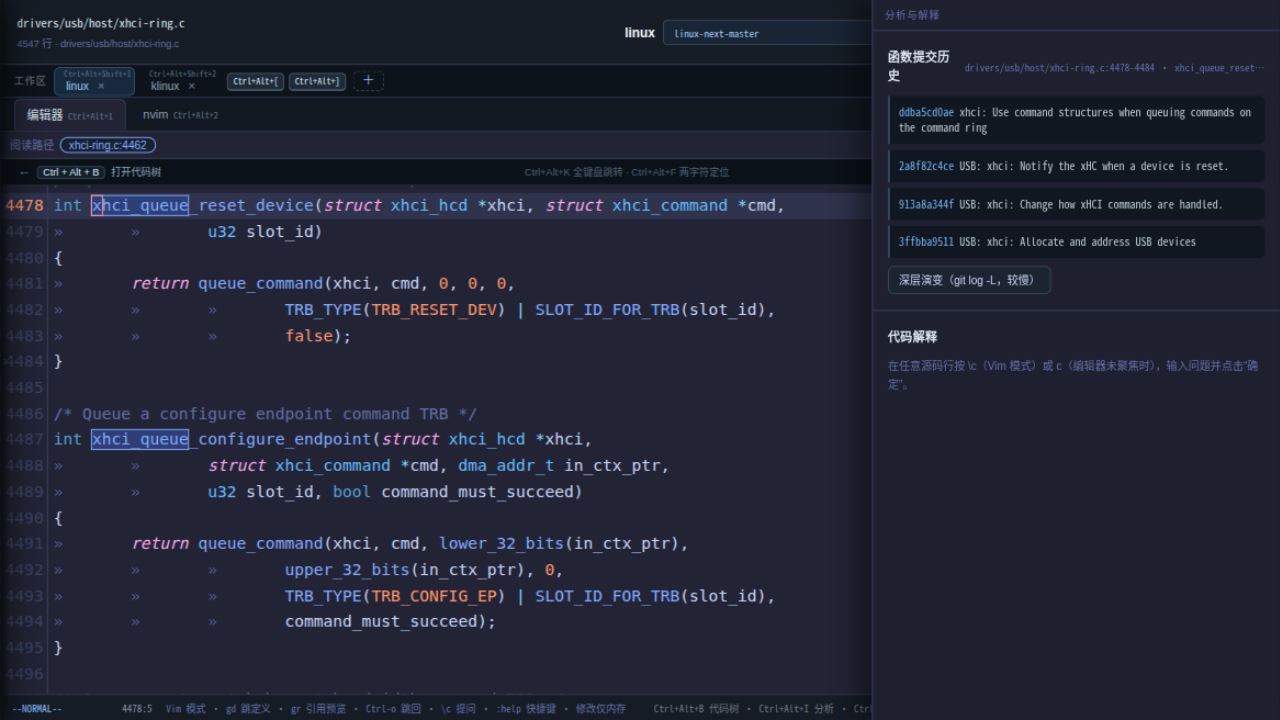 drivers/usb/host/xhci-ring.c
4547 行 · drivers/usb/host/xhci-ring.c
linux linux-next-master
工作区 Ctrl+Alt+Shift+1 linux × Ctrl+Alt+Shift+2 klinux × Ctrl+Alt+[ Ctrl+Alt+] +
编辑器 Ctrl+Alt+1 nvim Ctrl+Alt+2
阅读路径 xhci-ring.c:4462
← Ctrl + Alt + B 打开代码树 Ctrl+Alt+K 全键盘跳转 · Ctrl+Alt+F 两字符定位
4478 int xhci_queue_reset_device(struct xhci_hcd *xhci, struct xhci_command *cmd,
4479 » » u32 slot_id)
4480 {
4481 » return queue_command(xhci, cmd, 0, 0, 0,
4482 » » » TRB_TYPE(TRB_RESET_DEV) | SLOT_ID_FOR_TRB(slot_id),
4483 » » » false);
4484 }
4485
4486 /* Queue a configure endpoint command TRB */
4487 int xhci_queue_configure_endpoint(struct xhci_hcd *xhci,
4488 » » struct xhci_command *cmd, dma_addr_t in_ctx_ptr,
4489 » » u32 slot_id, bool command_must_succeed)
4490 {
4491 » return queue_command(xhci, cmd, lower_32_bits(in_ctx_ptr),
4492 » » » upper_32_bits(in_ctx_ptr), 0,
4493 » » » TRB_TYPE(TRB_CONFIG_EP) | SLOT_ID_FOR_TRB(slot_id),
4494 » » » command_must_succeed);
4495 }
4496
--NORMAL-- 4478:5 Vim 模式 · gd 跳定义 · gr 引用预览 · Ctrl-o 跳回 · \c 提问 · :help 快捷键 · 修改仅内存 Ctrl+Alt+B 代码树 · Ctrl+Alt+I 分析 · Ctr
分析与解释
函数提交历史 drivers/usb/host/xhci-ring.c:4478-4484 • xhci_queue_reset…
ddba5cd0ae xhci: Use command structures when queuing commands on
the command ring
2a8f82c4ce USB: xhci: Notify the xHC when a device is reset.
913a8a344f USB: xhci: Change how xHCI commands are handled.
3ffbba9511 USB: xhci: Allocate and address USB devices
深层演变（git log -L，较慢）
代码解释
在任意源码行按 \c（Vim 模式）或 c（编辑器未聚焦时），输入问题并点击“确
定”。